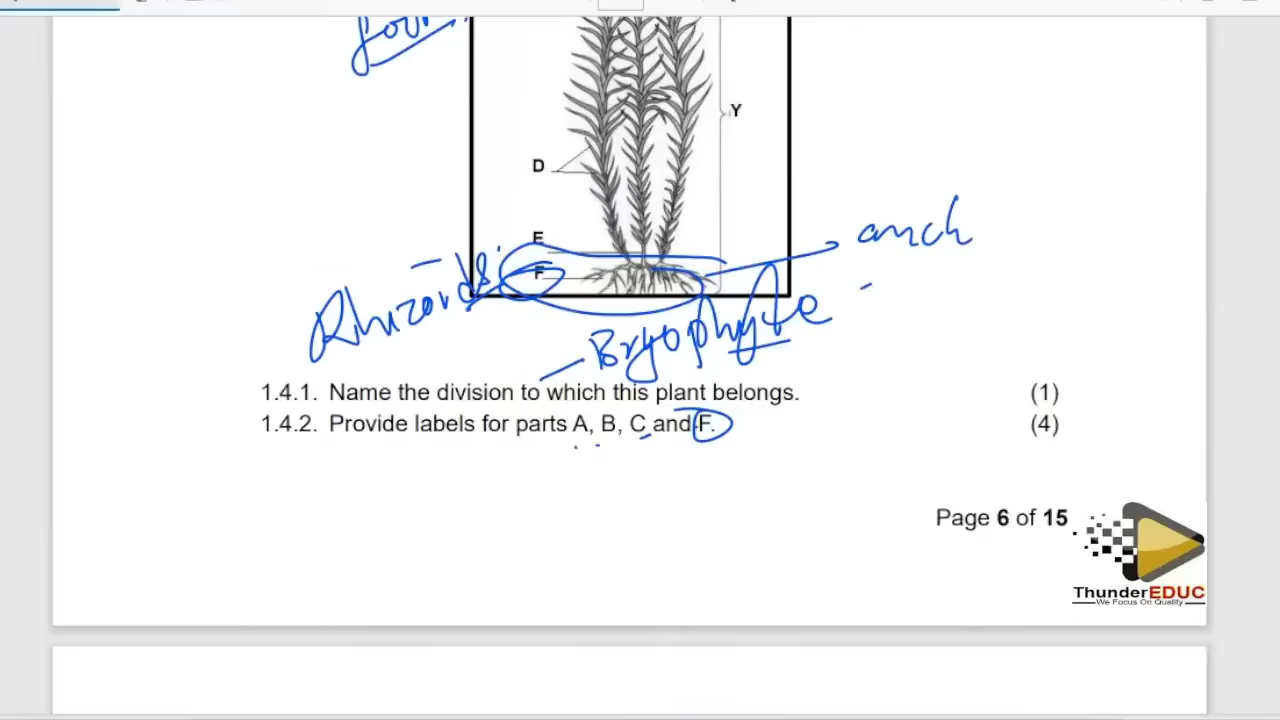 Y
D
E
F
anch
Rhizoids
- Bryophyte
1.4.1. Name the division to which this plant belongs. (1)
1.4.2. Provide labels for parts A, B, C and F. (4)
Page 6 of 15
ThunderEDUC
We Focus On Quality